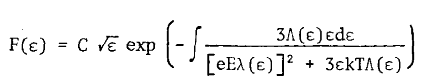 F(ε) = C √ε exp (-∫ 3Λ(ε)εdε / [eEλ(ε)]² + 3εkTΛ(ε))